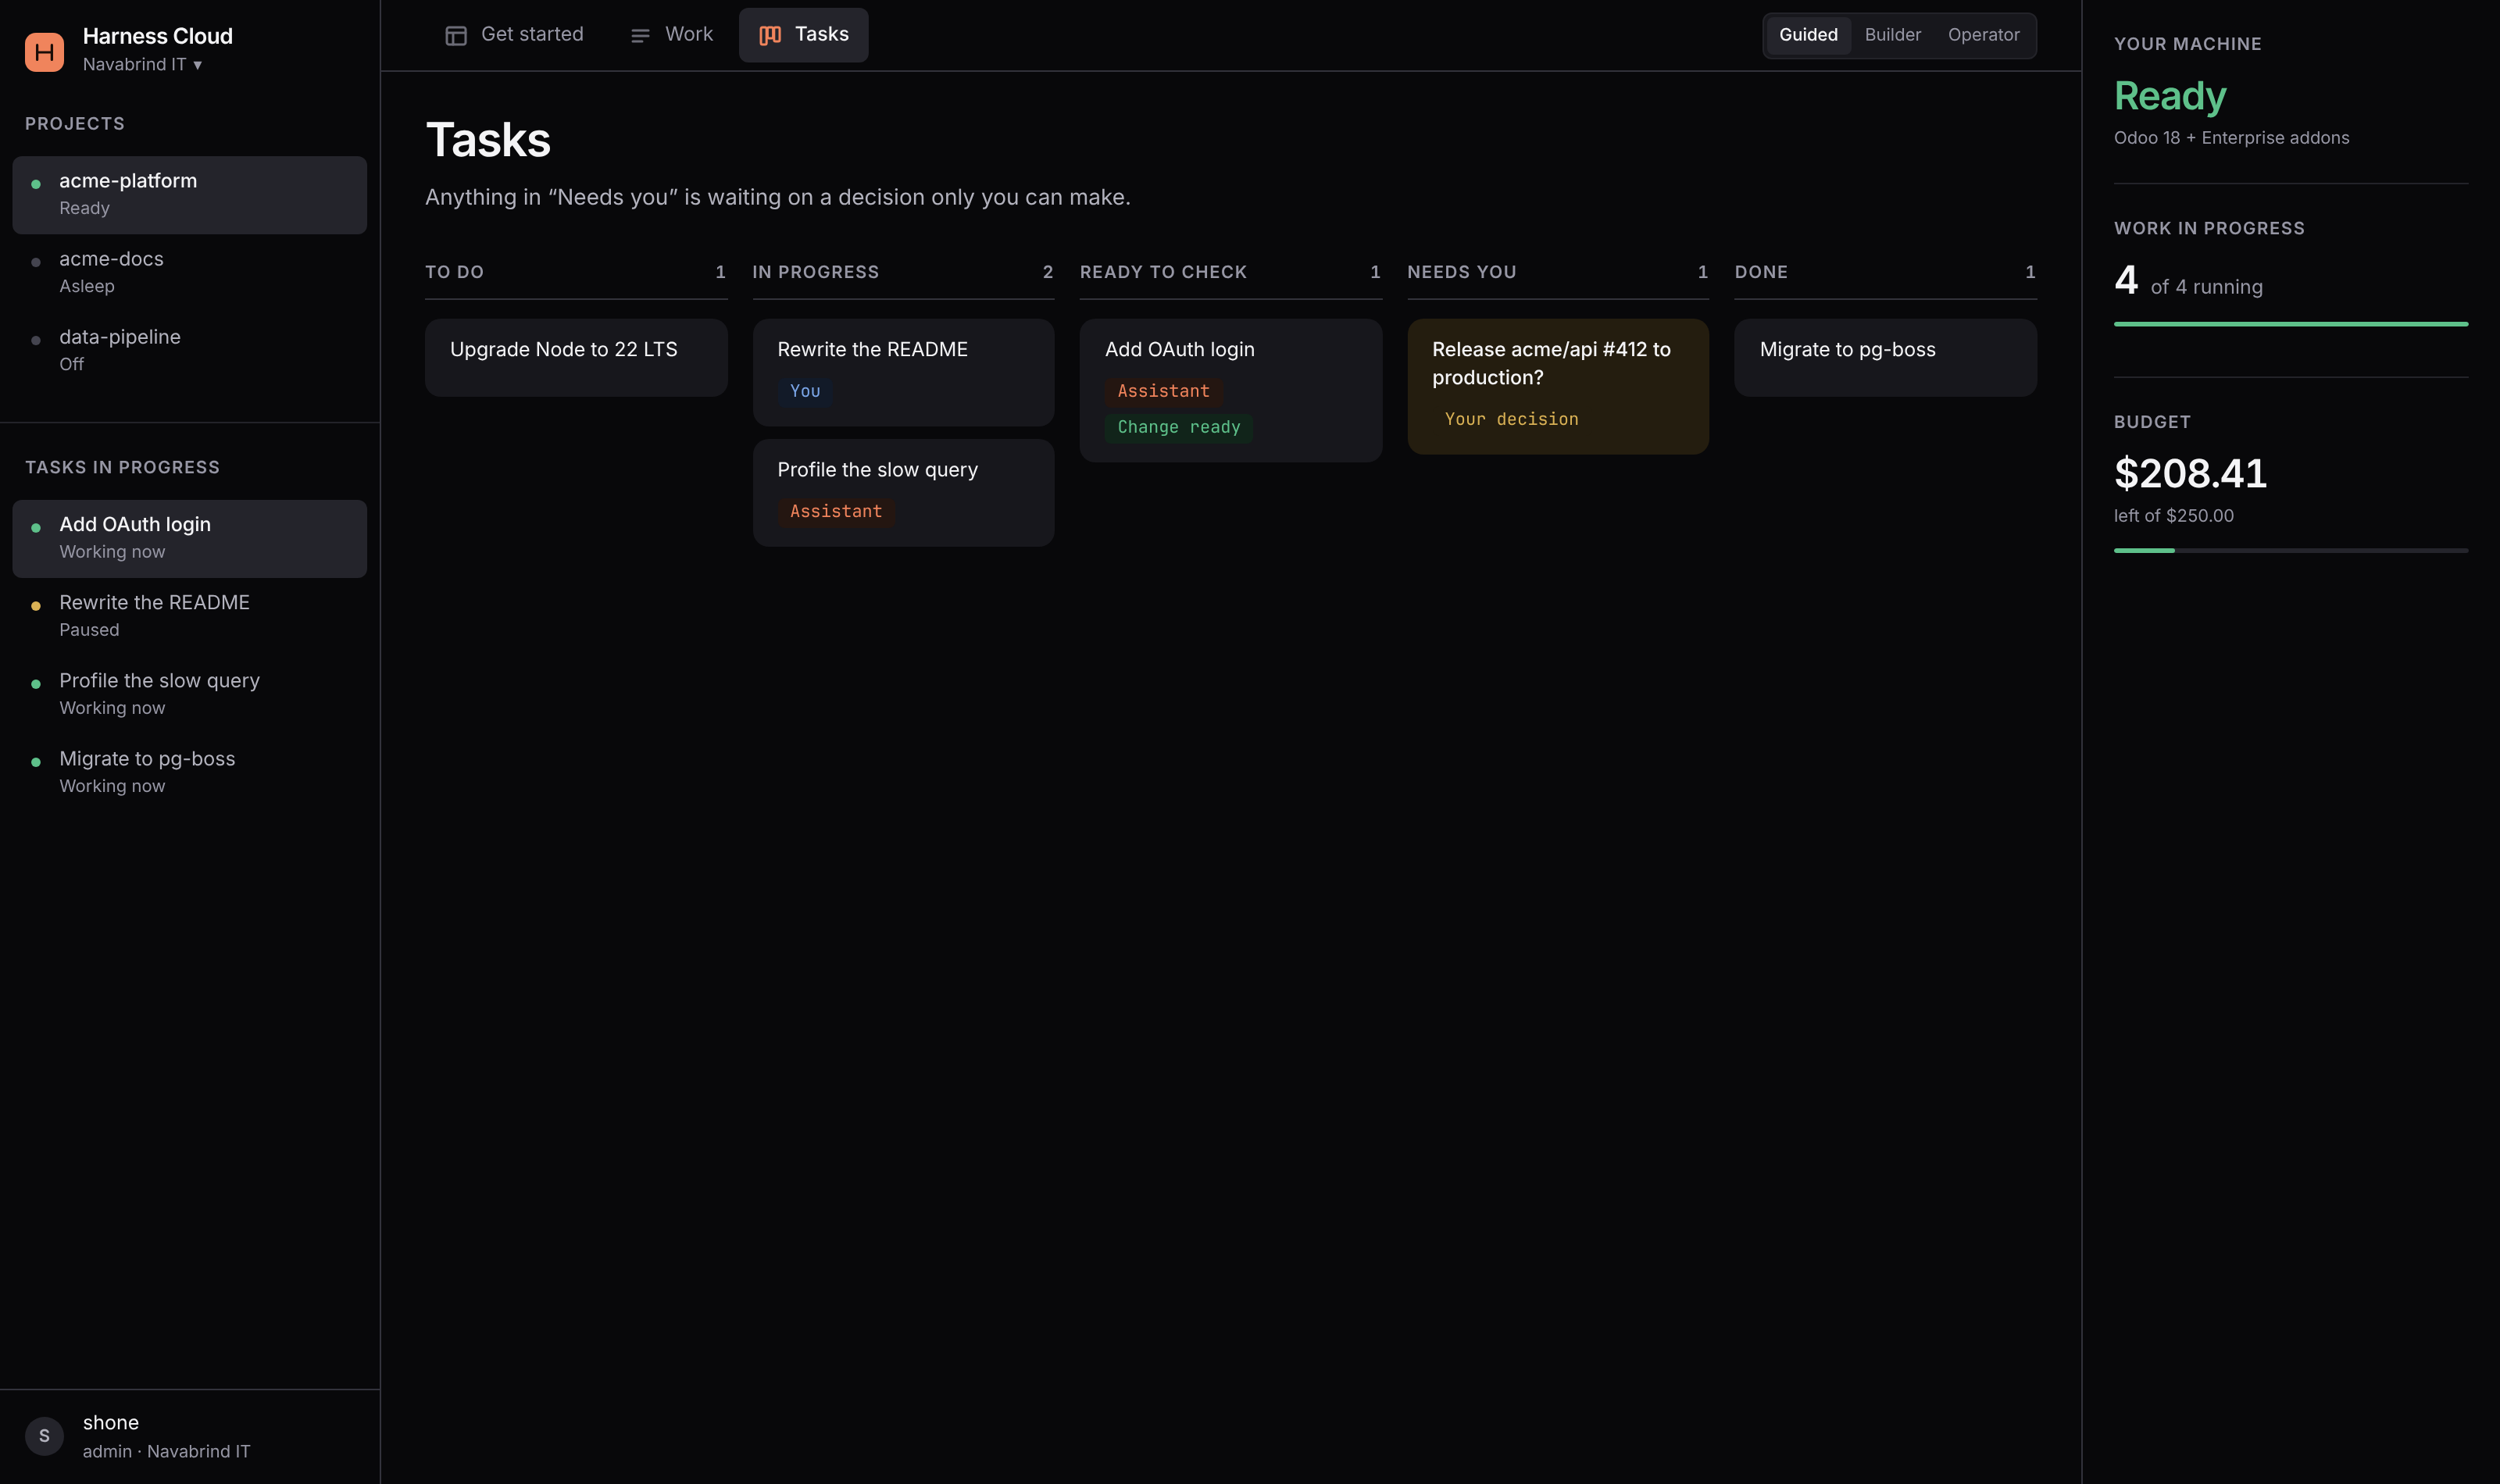 Harness Cloud
Navabrind IT ▾
PROJECTS
acme-platform
Ready
acme-docs
Asleep
data-pipeline
Off
TASKS IN PROGRESS
Add OAuth login
Working now
Rewrite the README
Paused
Profile the slow query
Working now
Migrate to pg-boss
Working now
S
shone
admin · Navabrind IT
Get started
Work
Tasks
Guided
Builder
Operator
Tasks
Anything in “Needs you” is waiting on a decision only you can make.
TO DO 1
Upgrade Node to 22 LTS
IN PROGRESS 2
Rewrite the README
You
Profile the slow query
Assistant
READY TO CHECK 1
Add OAuth login
Assistant
Change ready
NEEDS YOU 1
Release acme/api #412 to
production?
Your decision
DONE 1
Migrate to pg-boss
YOUR MACHINE
Ready
Odoo 18 + Enterprise addons
WORK IN PROGRESS
4 of 4 running
BUDGET
$208.41
left of $250.00